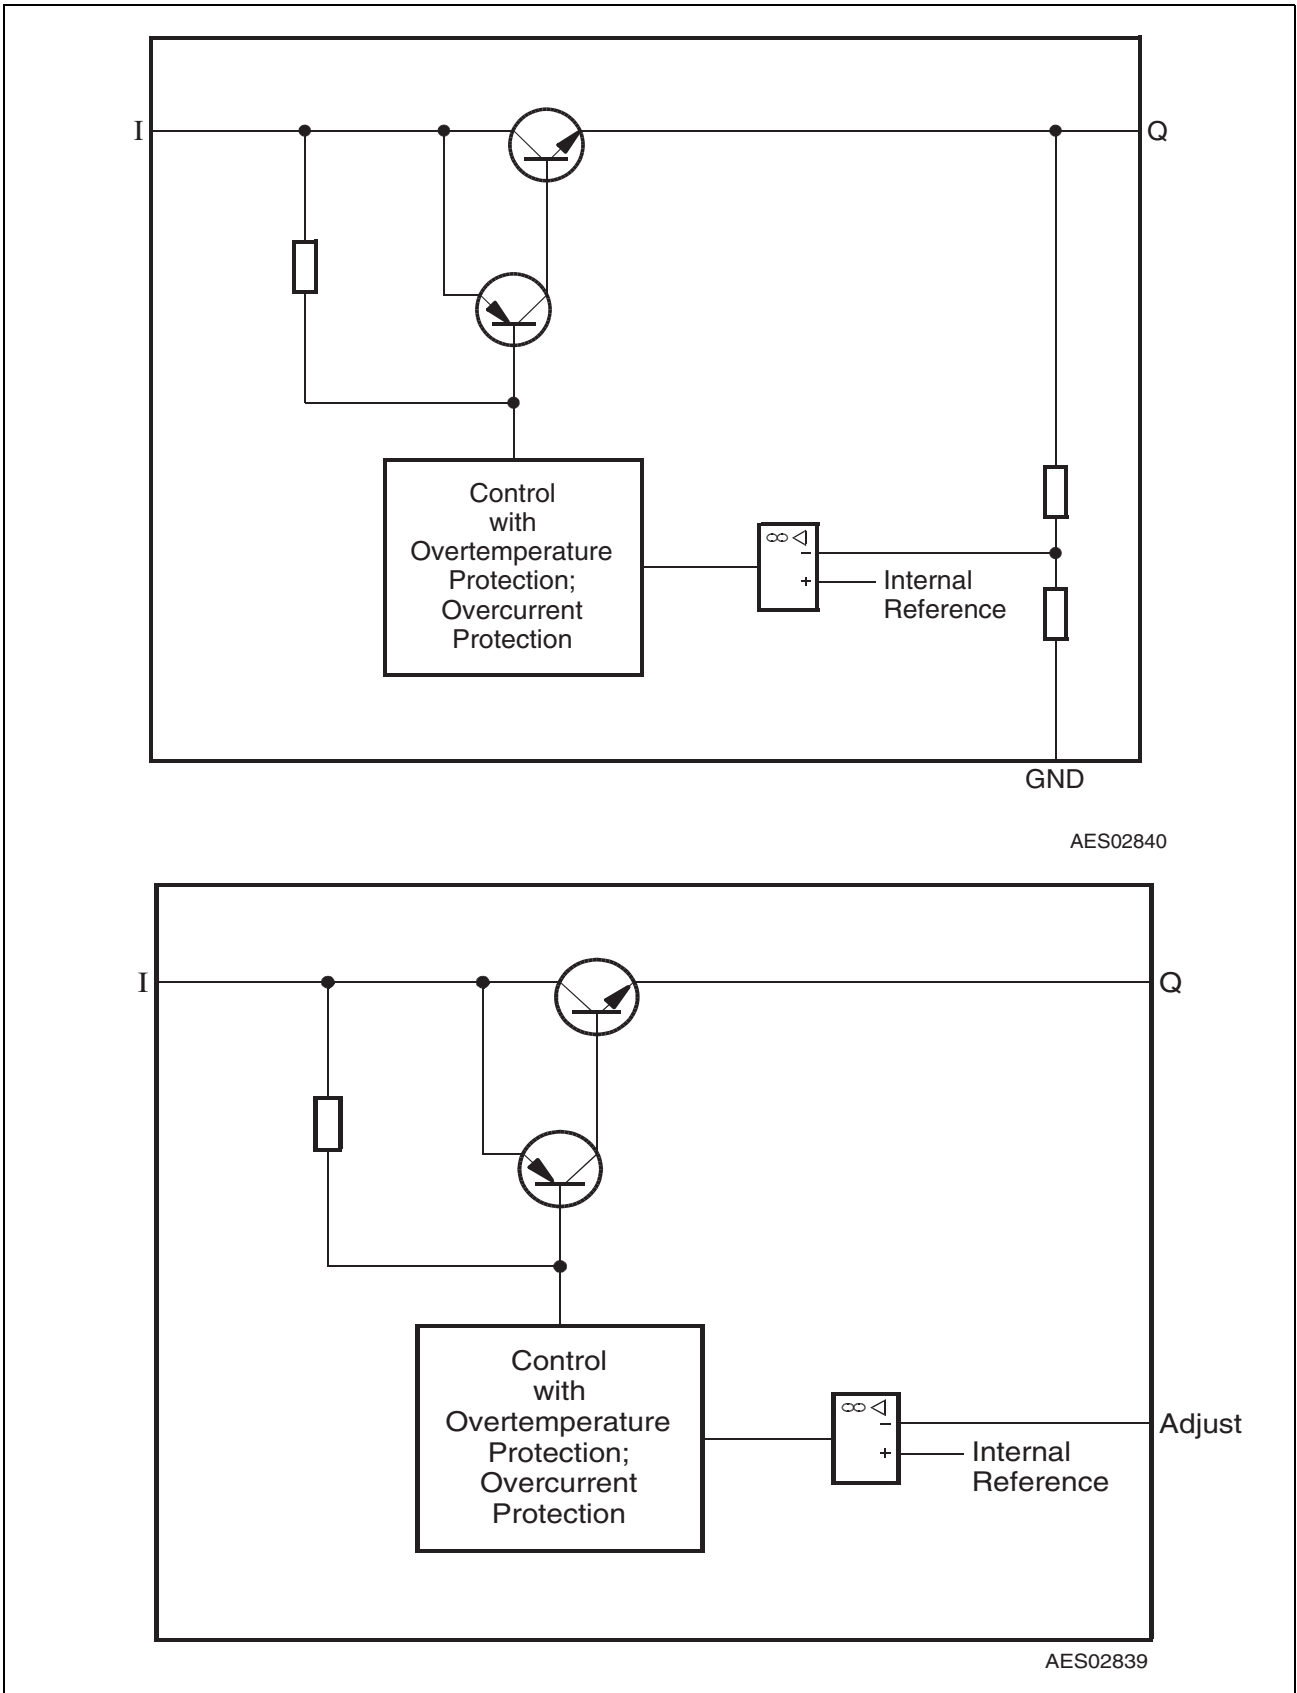 I
Q
Control
with
Overtemperature
Protection;
Overcurrent
Protection
∞ ◁
−
+
Internal
Reference
GND
AES02840
I
Q
Control
with
Overtemperature
Protection;
Overcurrent
Protection
∞ ◁
−
+
Internal
Reference
Adjust
AES02839